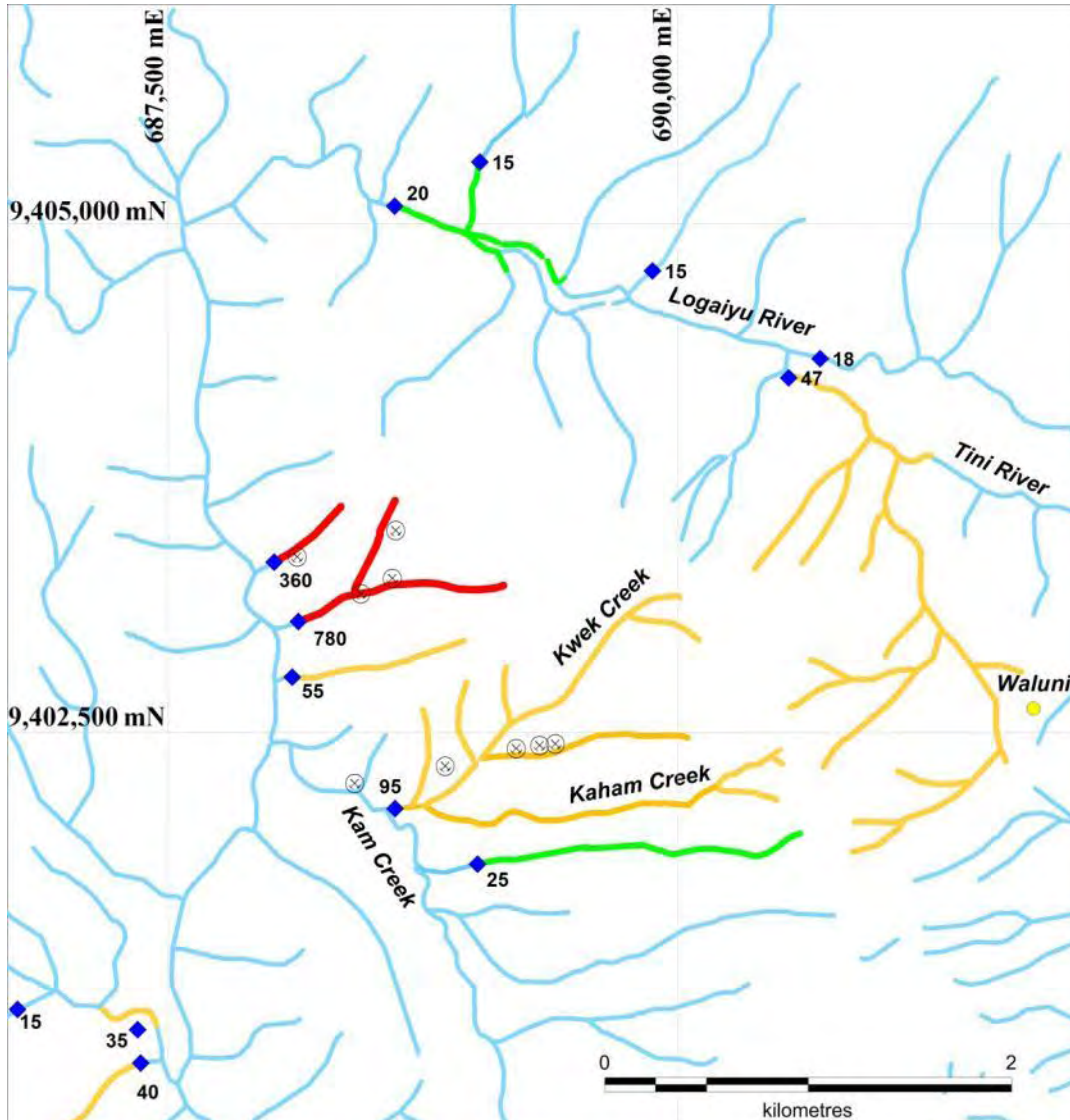 687,500 mE
690,000 mE
15
20
9,405,000 mN
15
Logaiyu River
18
47
Tini River
360
780
Kwek Creek
55
Waluni
9,402,500 mN
95
Kaham Creek
Kam Creek
25
15
35
40
0
2
kilometres